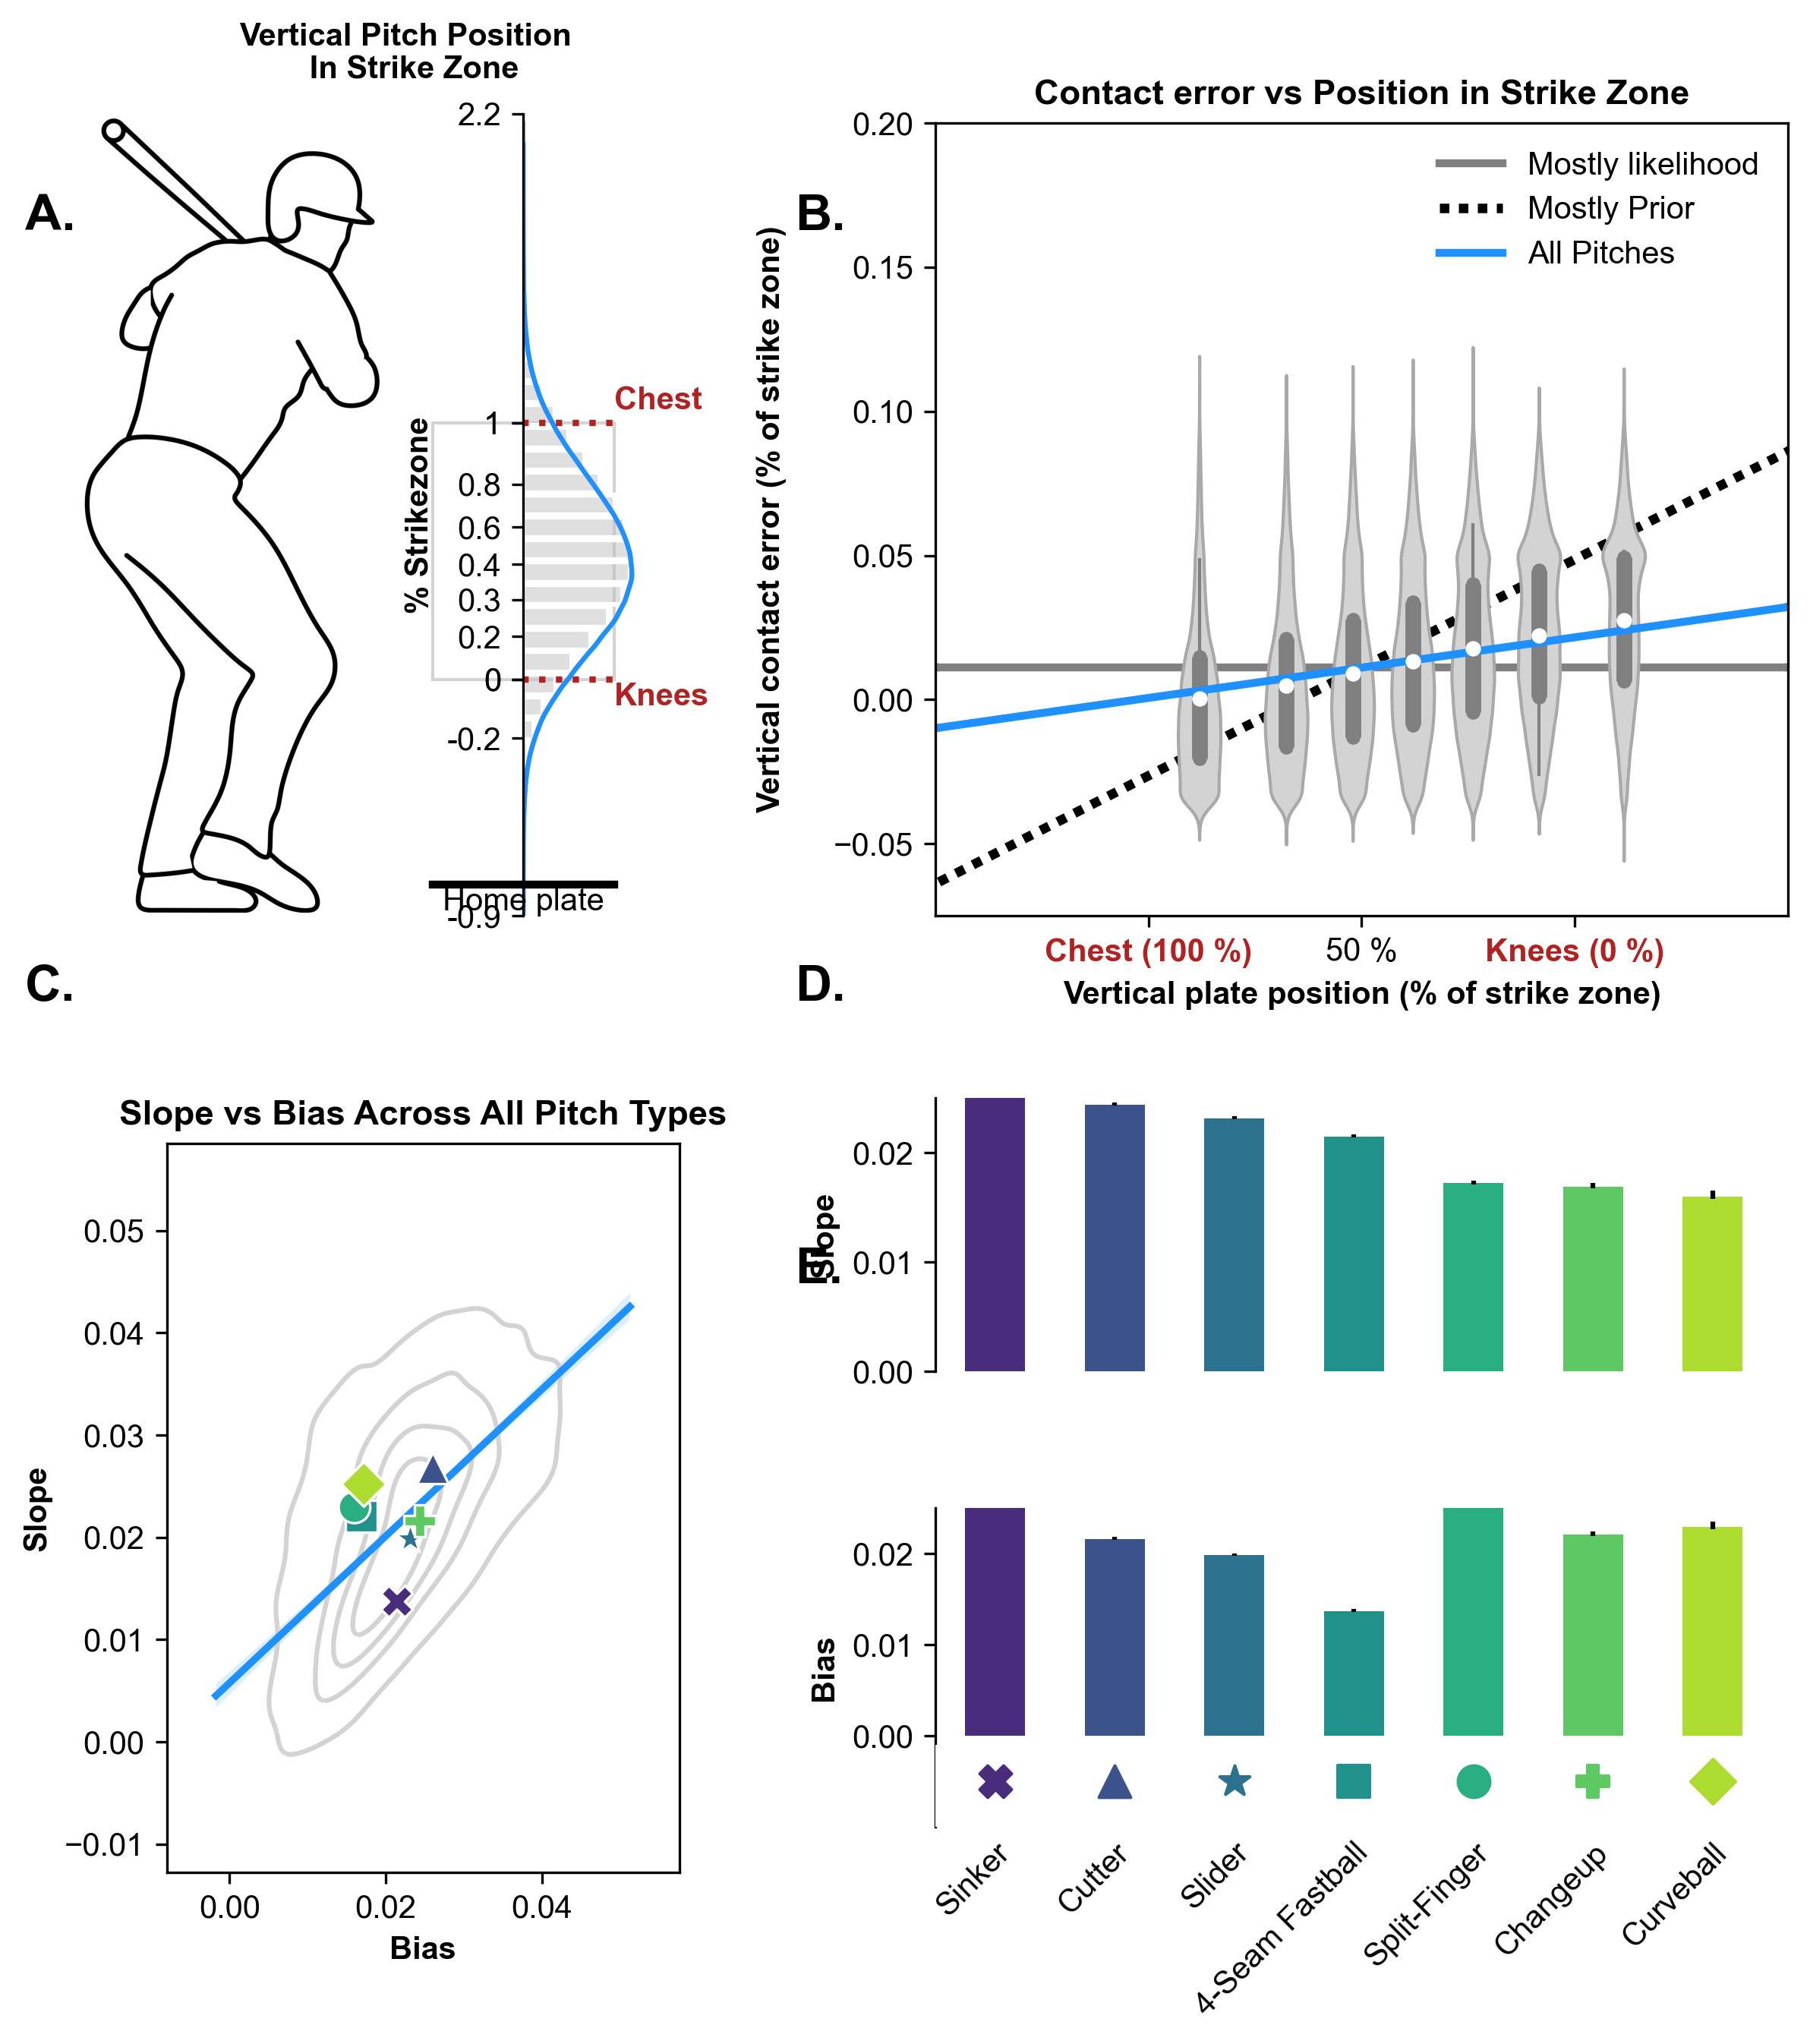 Vertical Pitch Position
In Strike Zone
A.
2.2
Chest
1
0.8
0.6
0.4
0.3
0.2
0
-0.2
-0.9
% Strikezone
Knees
Home plate
B.
Contact error vs Position in Strike Zone
Mostly likelihood
Mostly Prior
All Pitches
0.20
0.15
0.10
0.05
0.00
−0.05
Vertical contact error (% of strike zone)
Chest (100 %)
50 %
Knees (0 %)
Vertical plate position (% of strike zone)
C.
Slope vs Bias Across All Pitch Types
0.05
0.04
0.03
0.02
0.01
0.00
−0.01
Slope
0.00
0.02
0.04
Bias
D.
0.02
0.01
0.00
Slope
E.
0.02
0.01
0.00
Bias
Sinker
Cutter
Slider
4-Seam Fastball
Split-Finger
Changeup
Curveball